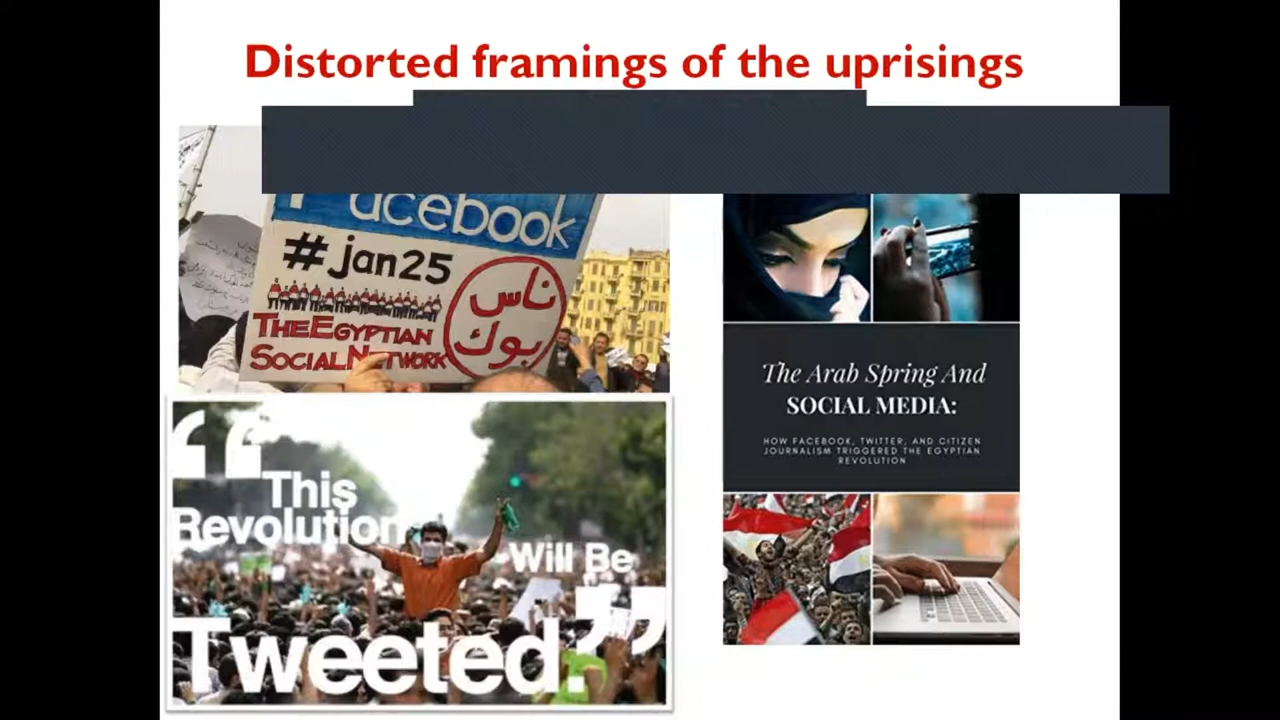 Distorted framings of the uprisings
acebook
#jan25
THEEGYPTIAN
SOCIALNETWORK
ناس
بوك
“This
Revolution
Will Be
Tweeted.”
The Arab Spring And
SOCIAL MEDIA:
HOW FACEBOOK, TWITTER, AND CITIZEN
JOURNALISM TRIGGERED THE EGYPTIAN
REVOLUTION